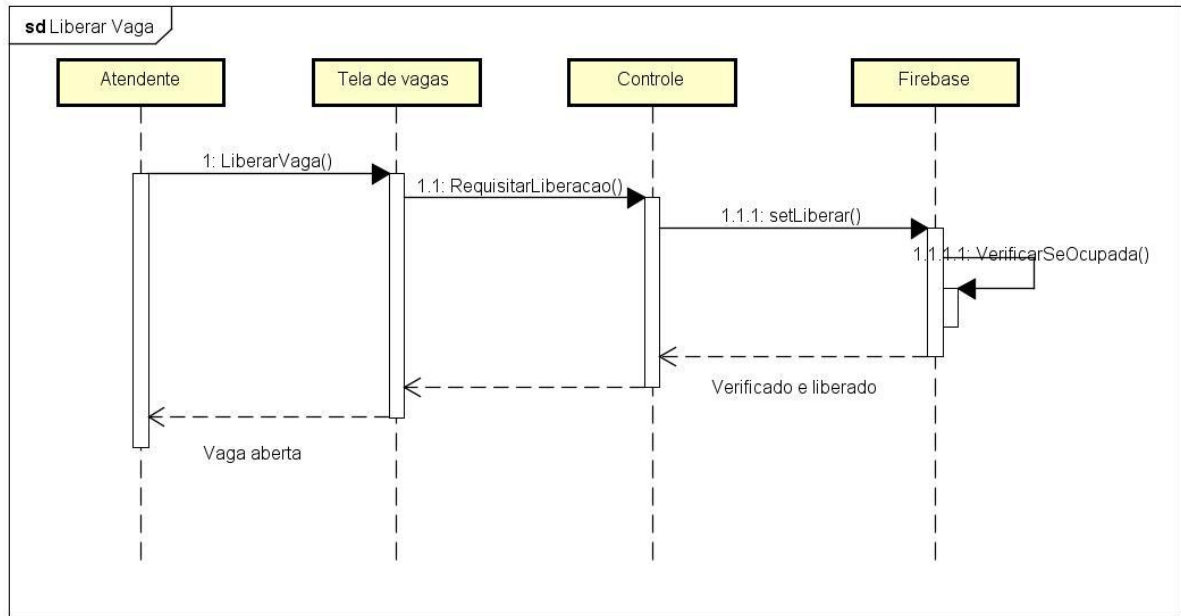 sd Liberar Vaga
Atendente
Tela de vagas
Controle
Firebase
1: LiberarVaga()
1.1: RequisitarLiberacao()
1.1.1: setLiberar()
1.1.1.1: VerificarSeOcupada()
Verificado e liberado
Vaga aberta